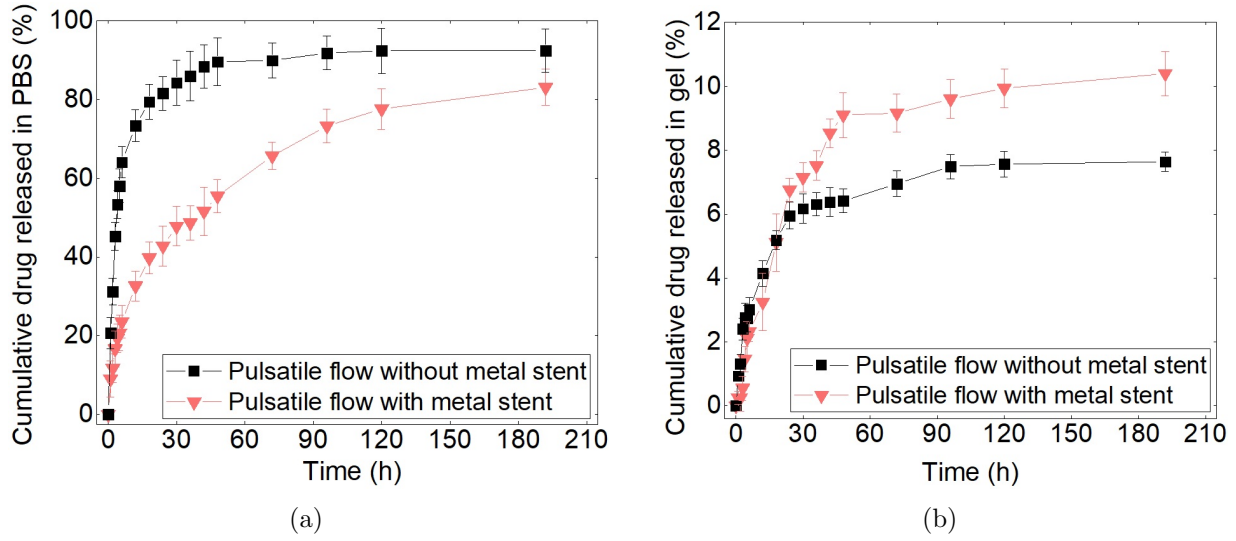 Cumulative drug released in PBS (%)
100
80
60
40
20
0
Pulsatile flow without metal stent
Pulsatile flow with metal stent
0 30 60 90 120 150 180 210
Time (h)
(a)
Cumulative drug released in gel (%)
12
10
8
6
4
2
0
Pulsatile flow without metal stent
Pulsatile flow with metal stent
0 30 60 90 120 150 180 210
Time (h)
(b)